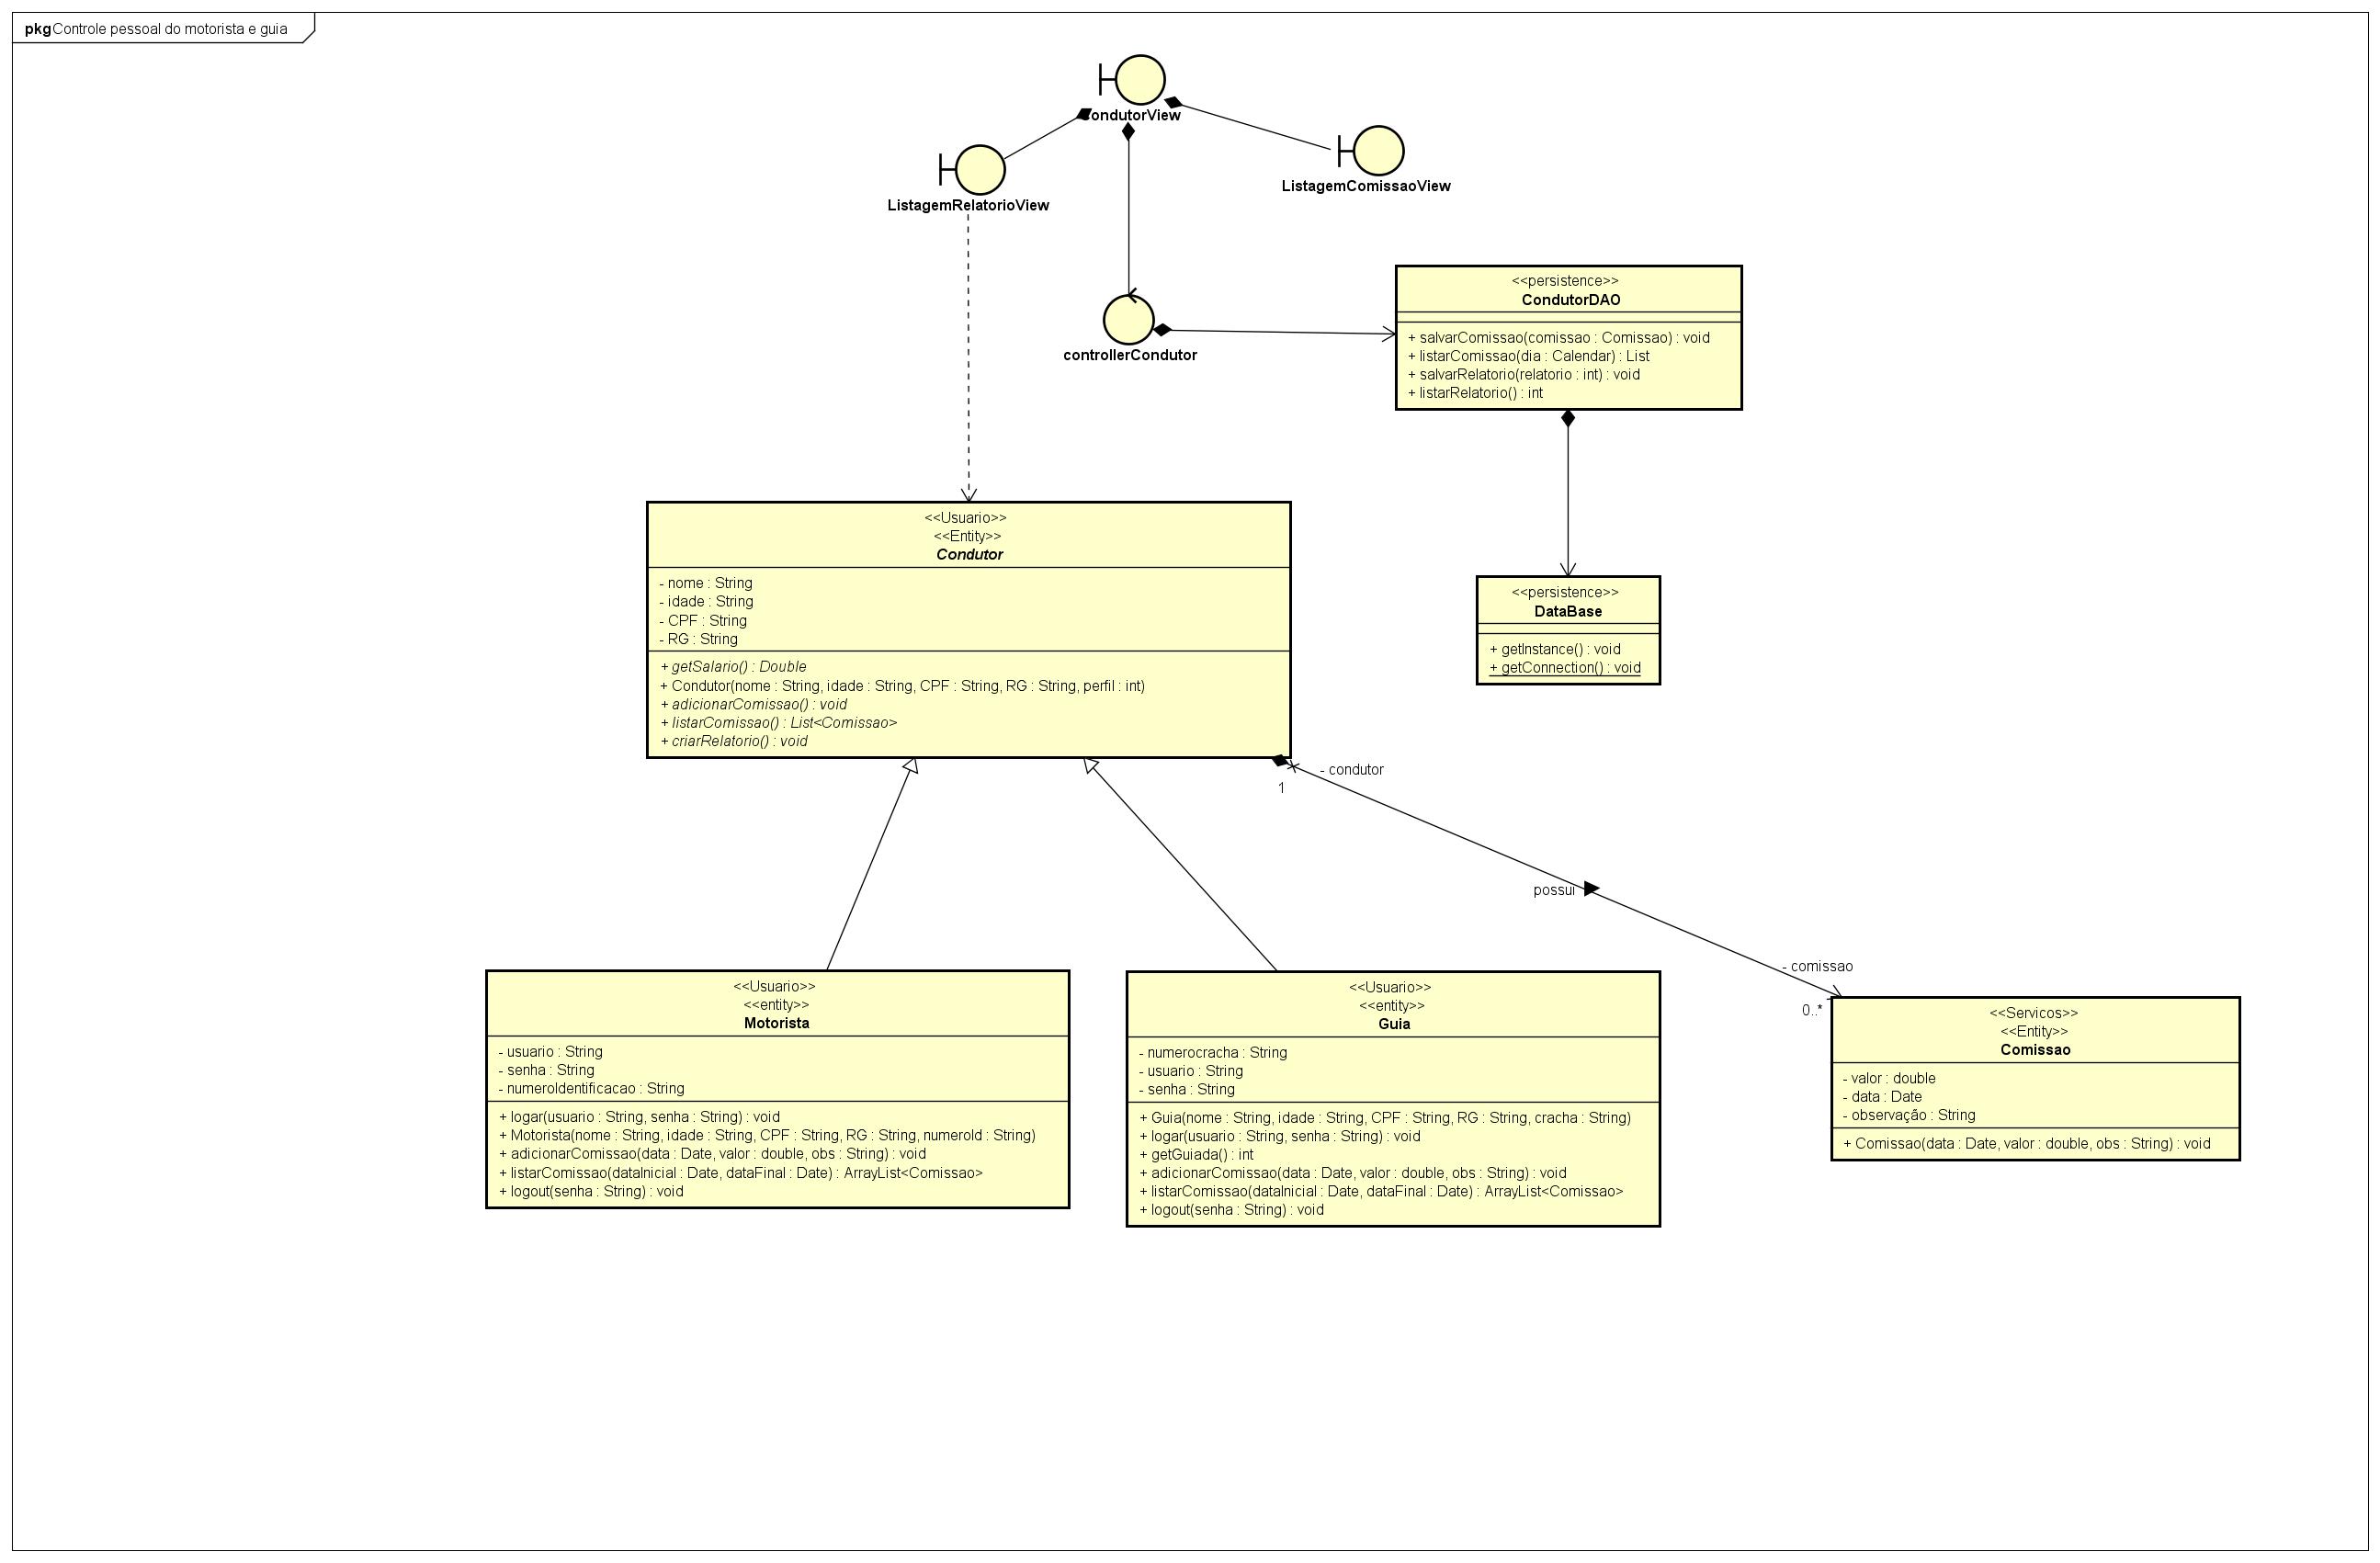 pkg Controle pessoal do motorista e guia
CondutorView
ListagemComissaoView
ListagemRelatorioView
controllerCondutor
<<persistence>>
CondutorDAO
+ salvarComissao(comissao : Comissao) : void
+ listarComissao(dia : Calendar) : List
+ salvarRelatorio(relatorio : int) : void
+ listarRelatorio() : int
<<Usuario>>
<<Entity>>
Condutor
- nome : String
- idade : String
- CPF : String
- RG : String
+ getSalario() : Double
+ Condutor(nome : String, idade : String, CPF : String, RG : String, perfil : int)
+ adicionarComissao() : void
+ listarComissao() : List<Comissao>
+ criarRelatorio() : void
<<persistence>>
DataBase
+ getInstance() : void
+ getConnection() : void
- condutor
1
possui
- comissao
0..*
<<Usuario>>
<<entity>>
Motorista
- usuario : String
- senha : String
- numeroIdentificacao : String
+ logar(usuario : String, senha : String) : void
+ Motorista(nome : String, idade : String, CPF : String, RG : String, numeroId : String)
+ adicionarComissao(data : Date, valor : double, obs : String) : void
+ listarComissao(dataInicial : Date, dataFinal : Date) : ArrayList<Comissao>
+ logout(senha : String) : void
<<Usuario>>
<<entity>>
Guia
- numerocracha : String
- usuario : String
- senha : String
+ Guia(nome : String, idade : String, CPF : String, RG : String, cracha : String)
+ logar(usuario : String, senha : String) : void
+ getGuiada() : int
+ adicionarComissao(data : Date, valor : double, obs : String) : void
+ listarComissao(dataInicial : Date, dataFinal : Date) : ArrayList<Comissao>
+ logout(senha : String) : void
<<Servicos>>
<<Entity>>
Comissao
- valor : double
- data : Date
- observação : String
+ Comissao(data : Date, valor : double, obs : String) : void